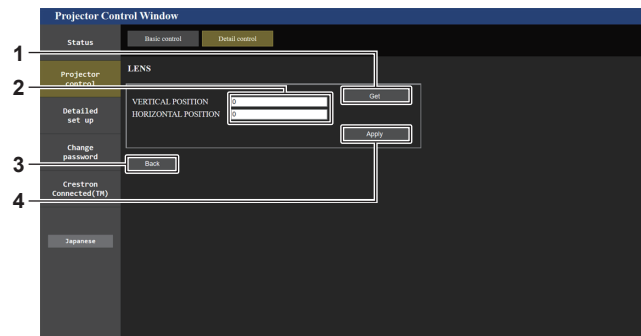 Projector Control Window
Status
Basic control
Detail control
1
2
LENS
Projector
control
VERTICAL POSITION
0
Get
HORIZONTAL POSITION
0
Detailed
set up
Apply
Change
password
3
Back
4
Crestron
Connected(TM)
Japanese